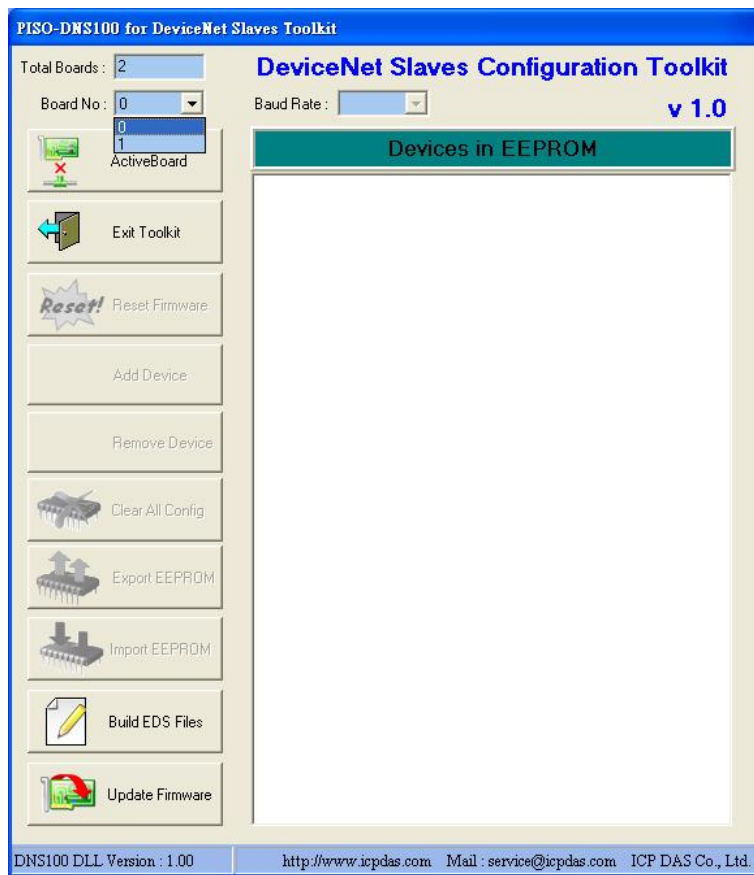 PISO-DNS100 for DeviceNet Slaves Toolkit
Total Boards : 2
DeviceNet Slaves Configuration Toolkit
Board No : 0
Baud Rate :
v 1.0
0
1
ActiveBoard
Devices in EEPROM
Exit Toolkit
Reset! Reset Firmware
Add Device
Remove Device
Clear All Config
Export EEPROM
Import EEPROM
Build EDS Files
Update Firmware
DNS100 DLL Version : 1.00
http://www.icpdas.com Mail : service@icpdas.com ICP DAS Co., Ltd.